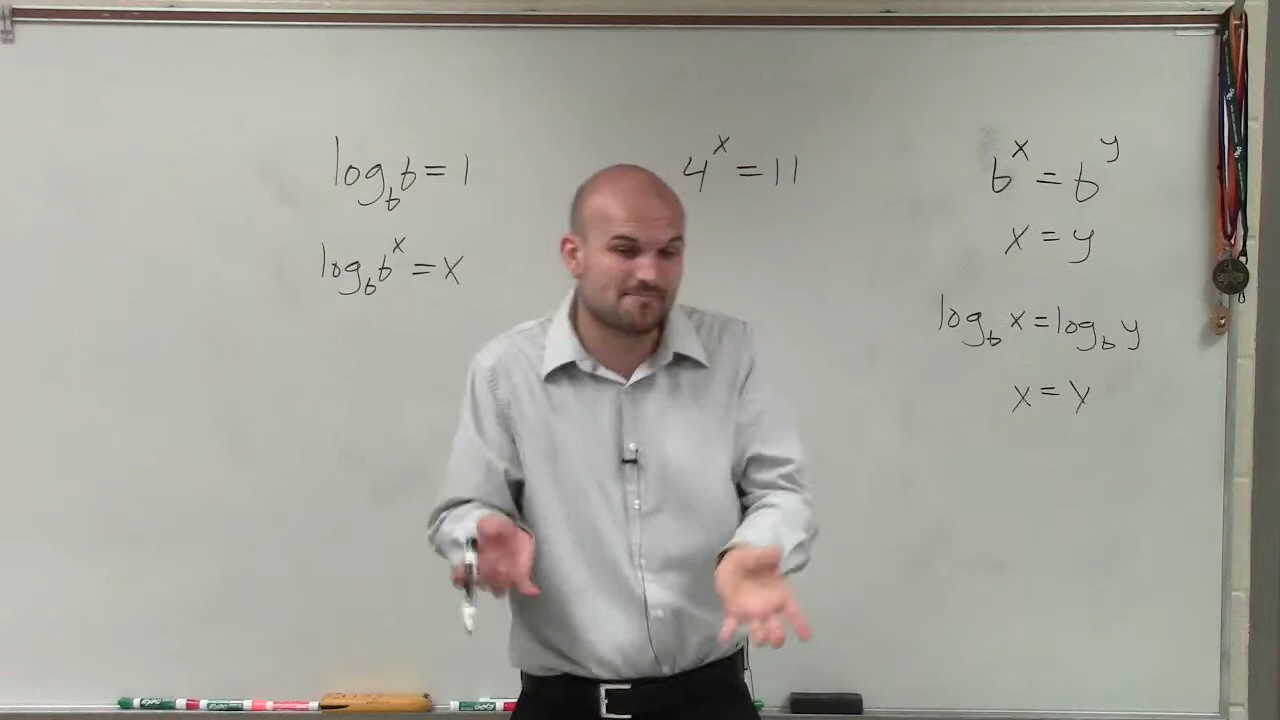 log_b b = 1
log_b b^x = x
4^x = 11
b^x = b^y
x = y
log_b x = log_b y
x = y